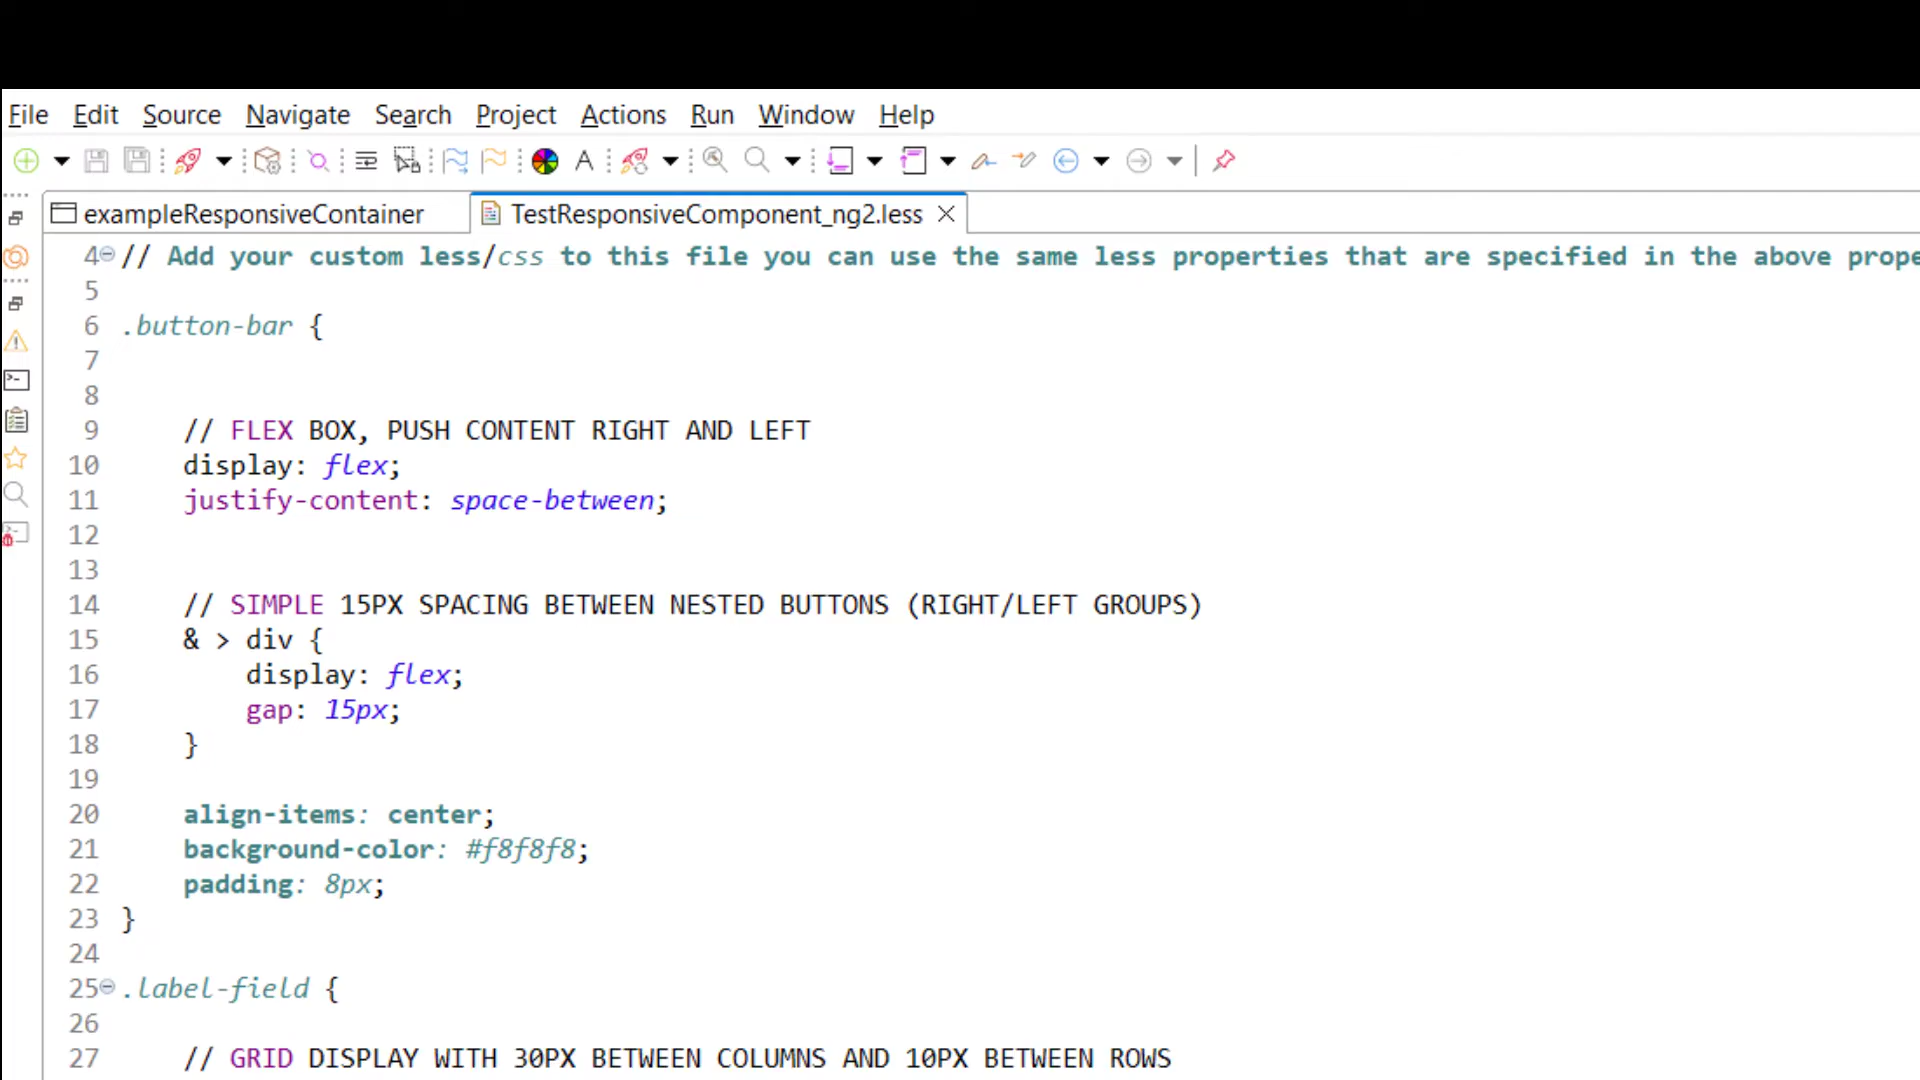 File Edit Source Navigate Search Project Actions Run Window Help
exampleResponsiveContainer TestResponsiveComponent_ng2.less
4 // Add your custom less/css to this file you can use the same less properties that are specified in the above prope
5
6 .button-bar {
7
8
9 // FLEX BOX, PUSH CONTENT RIGHT AND LEFT
10 display: flex;
11 justify-content: space-between;
12
13
14 // SIMPLE 15PX SPACING BETWEEN NESTED BUTTONS (RIGHT/LEFT GROUPS)
15 & > div {
16 display: flex;
17 gap: 15px;
18 }
19
20 align-items: center;
21 background-color: #f8f8f8;
22 padding: 8px;
23 }
24
25 .label-field {
26
27 // GRID DISPLAY WITH 30PX BETWEEN COLUMNS AND 10PX BETWEEN ROWS